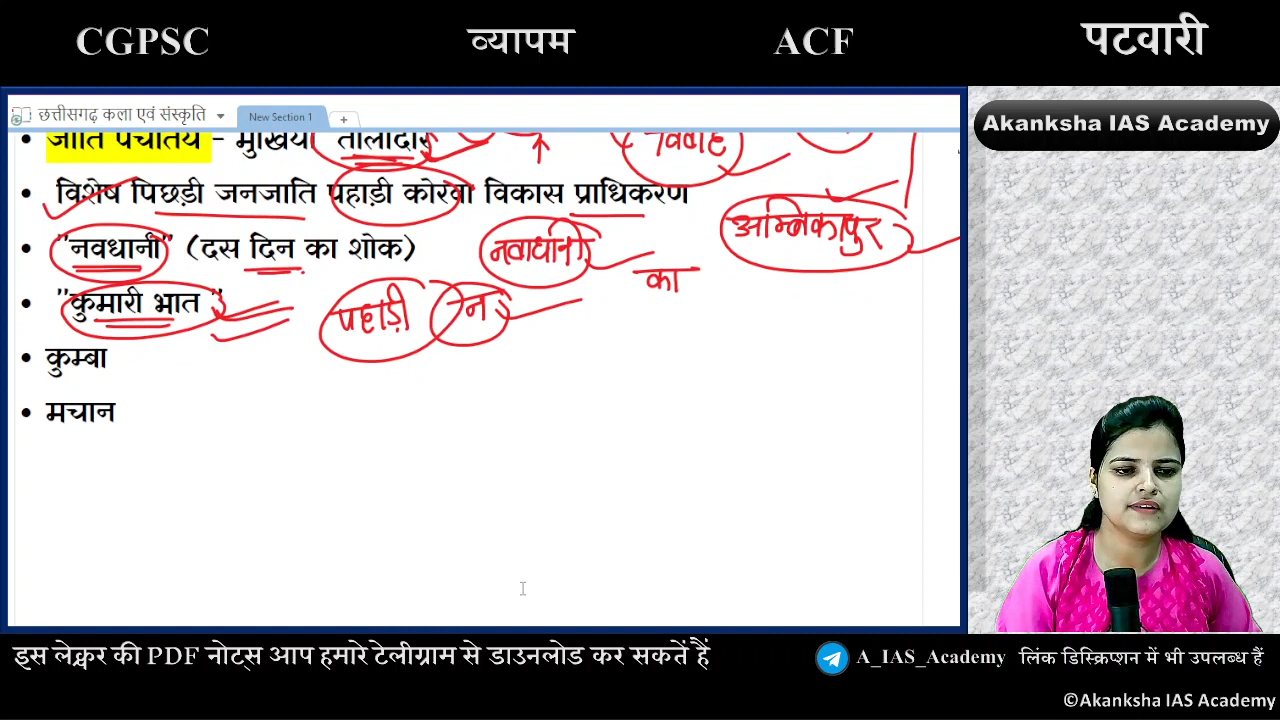 CGPSC व्यापम ACF पटवारी
छत्तीसगढ़ कला एवं संस्कृति New Section 1 +
Akanksha IAS Academy
• जाति पंचायत - मुखिया तालादार विवाह
• विशेष पिछड़ी जनजाति पहाड़ी कोरवा विकास प्राधिकरण
अम्बिकापुर
• "नवधानी" (दस दिन का शोक) नवाधानी
का
• "कुमारी भात" पहाड़ी न
• कुम्बा
• मचान
इस लेक्चर की PDF नोट्स आप हमारे टेलीग्राम से डाउनलोड कर सकतें हैं A_IAS_Academy लिंक डिस्क्रिप्शन में भी उपलब्ध हैं
©Akanksha IAS Academy